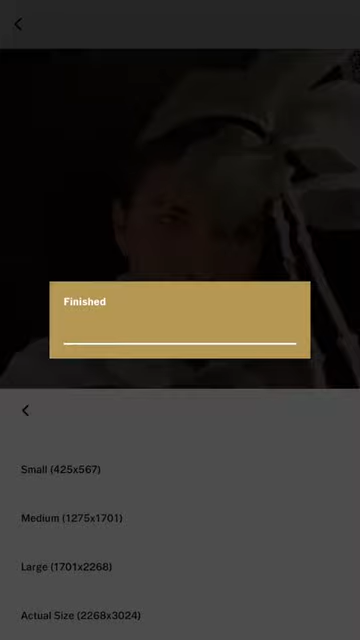 Finished
Small (425x567)
Medium (1275x1701)
Large (1701x2268)
Actual Size (2268x3024)